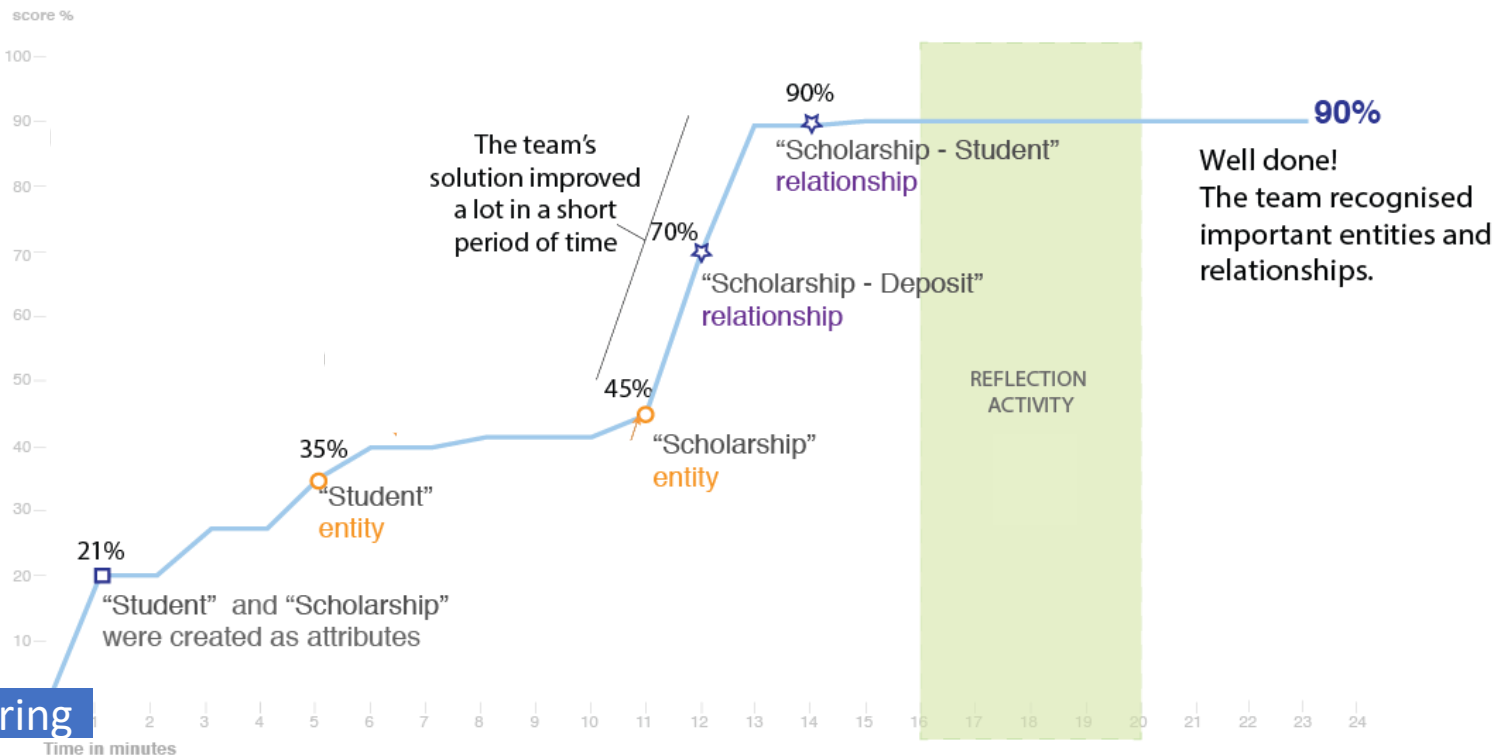 score %
100
90
80
70
60
50
40
30
20
10
21%
“Student” and “Scholarship”
were created as attributes
35%
“Student”
entity
45%
“Scholarship”
entity
The team’s
solution improved
a lot in a short
period of time
70%
“Scholarship - Deposit”
relationship
90%
“Scholarship - Student”
relationship
REFLECTION
ACTIVITY
90%
Well done!
The team recognised
important entities and
relationships.
ring
2 3 4 5 6 7 8 9 10 11 12 13 14 15 16 17 18 19 20 21 22 23 24
Time in minutes